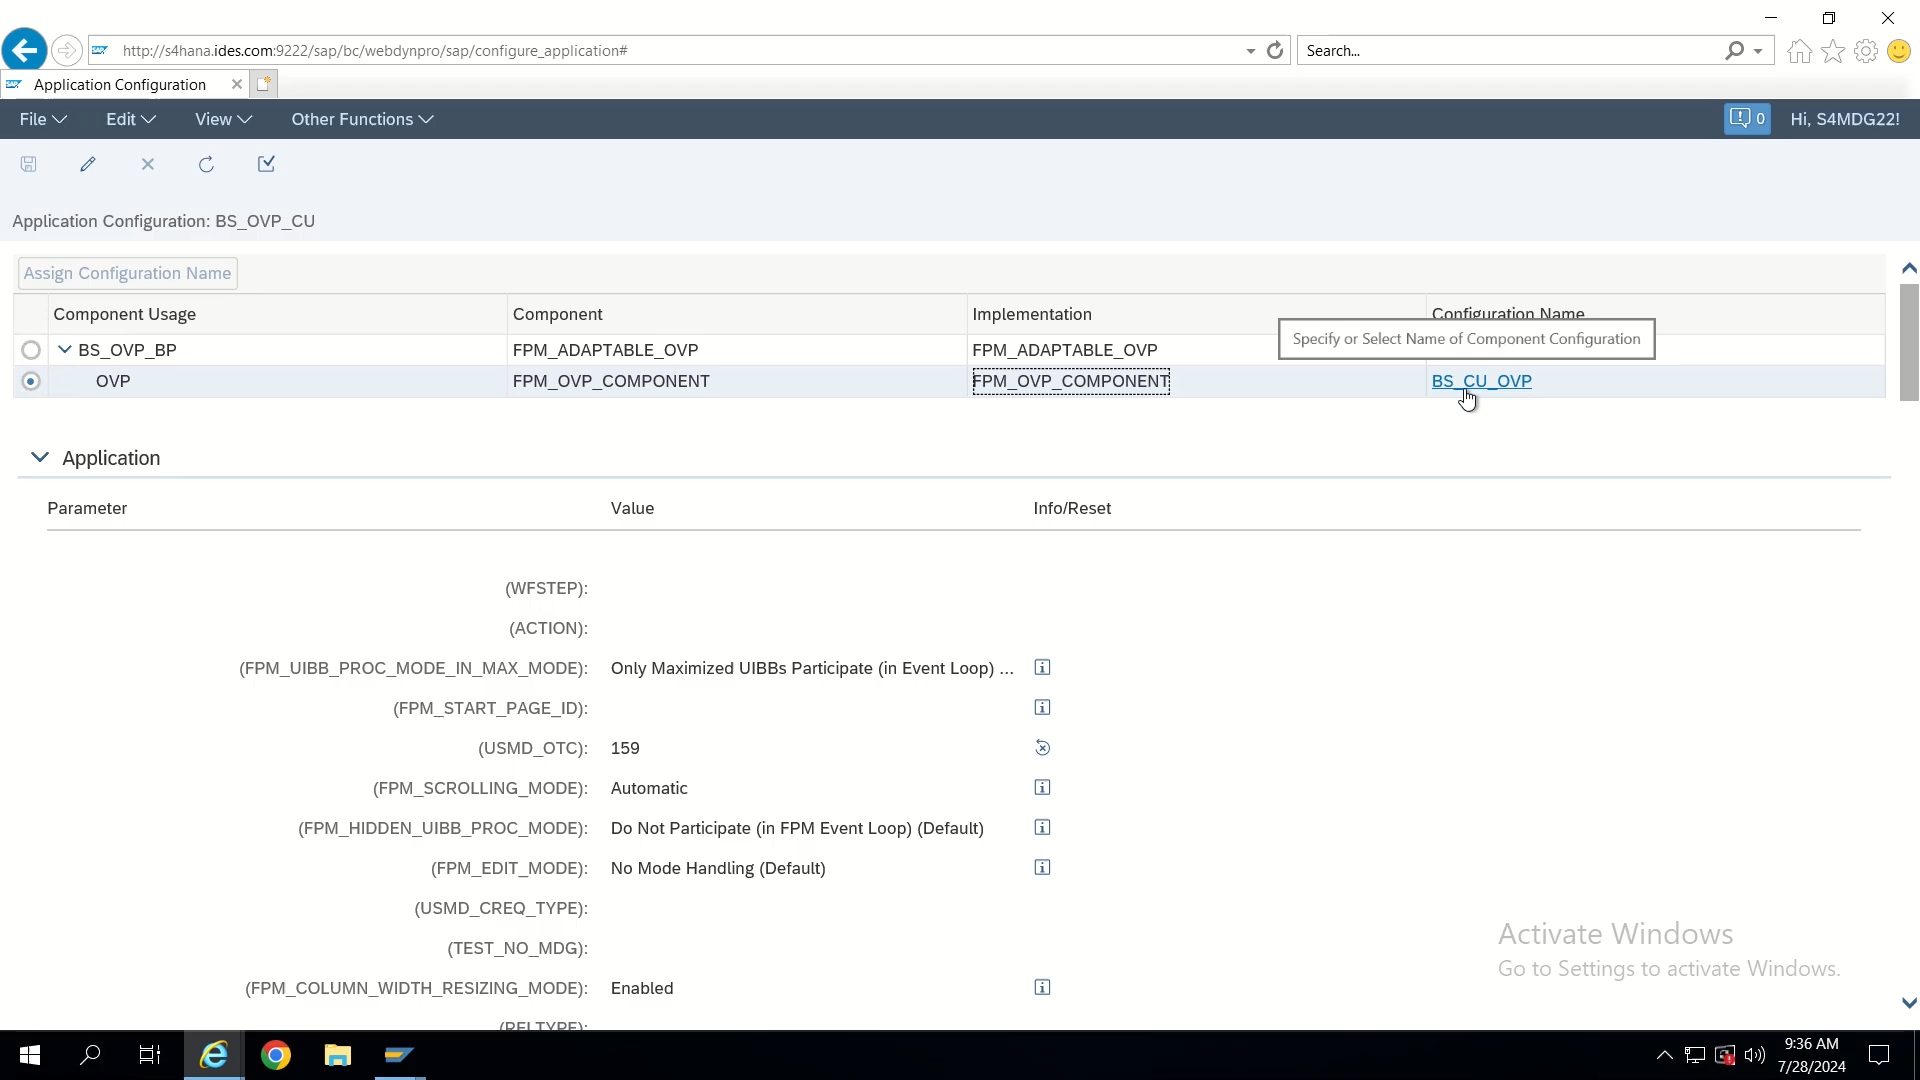 http://s4hana.ides.com:9222/sap/bc/webdynpro/sap/configure_application#
Search...
Application Configuration
File Edit View Other Functions
0 Hi, S4MDG22!
Application Configuration: BS_OVP_CU
Assign Configuration Name
Component Usage Component Implementation Configuration Name
Specify or Select Name of Component Configuration
BS_OVP_BP FPM_ADAPTABLE_OVP FPM_ADAPTABLE_OVP
OVP FPM_OVP_COMPONENT FPM_OVP_COMPONENT BS_CU_OVP
Application
Parameter Value Info/Reset
(WFSTEP):
(ACTION):
(FPM_UIBB_PROC_MODE_IN_MAX_MODE): Only Maximized UIBBs Participate (in Event Loop) ...
(FPM_START_PAGE_ID):
(USMD_OTC): 159
(FPM_SCROLLING_MODE): Automatic
(FPM_HIDDEN_UIBB_PROC_MODE): Do Not Participate (in FPM Event Loop) (Default)
(FPM_EDIT_MODE): No Mode Handling (Default)
(USMD_CREQ_TYPE):
(TEST_NO_MDG):
(FPM_COLUMN_WIDTH_RESIZING_MODE): Enabled
(RELTYPE):
Activate Windows
Go to Settings to activate Windows.
9:36 AM
7/28/2024